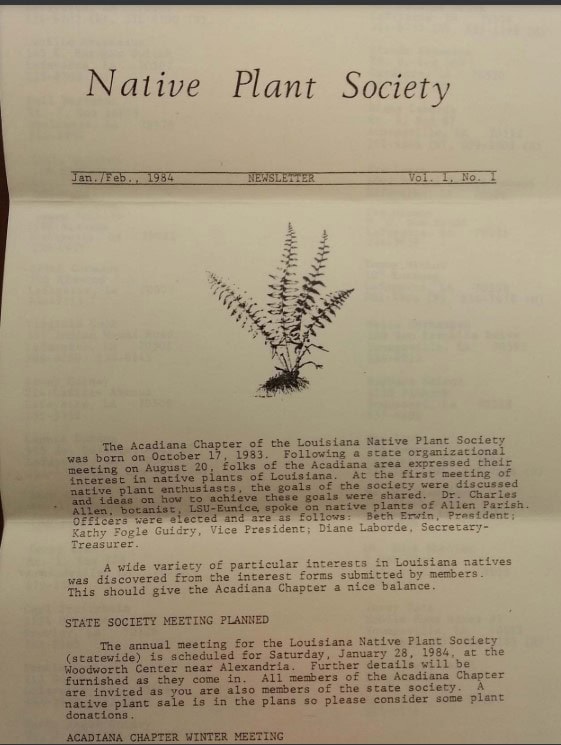 Native Plant Society
Jan./Feb., 1984 NEWSLETTER Vol. 1, No. 1
The Acadiana Chapter of the Louisiana Native Plant Society
was born on October 17, 1983. Following a state organizational
meeting on August 20, folks of the Acadiana area expressed their
interest in native plants of Louisiana. At the first meeting of
native plant enthusiasts, the goals of the society were discussed
and ideas on how to achieve these goals were shared. Dr. Charles
Allen, botanist, LSU-Eunice, spoke on native plants of Allen Parish.
Officers were elected and are as follows: Beth Erwin, President;
Kathy Fogle Guidry, Vice President; Diane Laborde, Secretary-
Treasurer.
A wide variety of particular interests in Louisiana natives
was discovered from the interest forms submitted by members.
This should give the Acadiana Chapter a nice balance.
STATE SOCIETY MEETING PLANNED
The annual meeting for the Louisiana Native Plant Society
(statewide) is scheduled for Saturday, January 28, 1984, at the
Woodworth Center near Alexandria. Further details will be
furnished as they come in. All members of the Acadiana Chapter
are invited as you are also members of the state society. A
native plant sale is in the plans so please consider some plant
donations.
ACADIANA CHAPTER WINTER MEETING